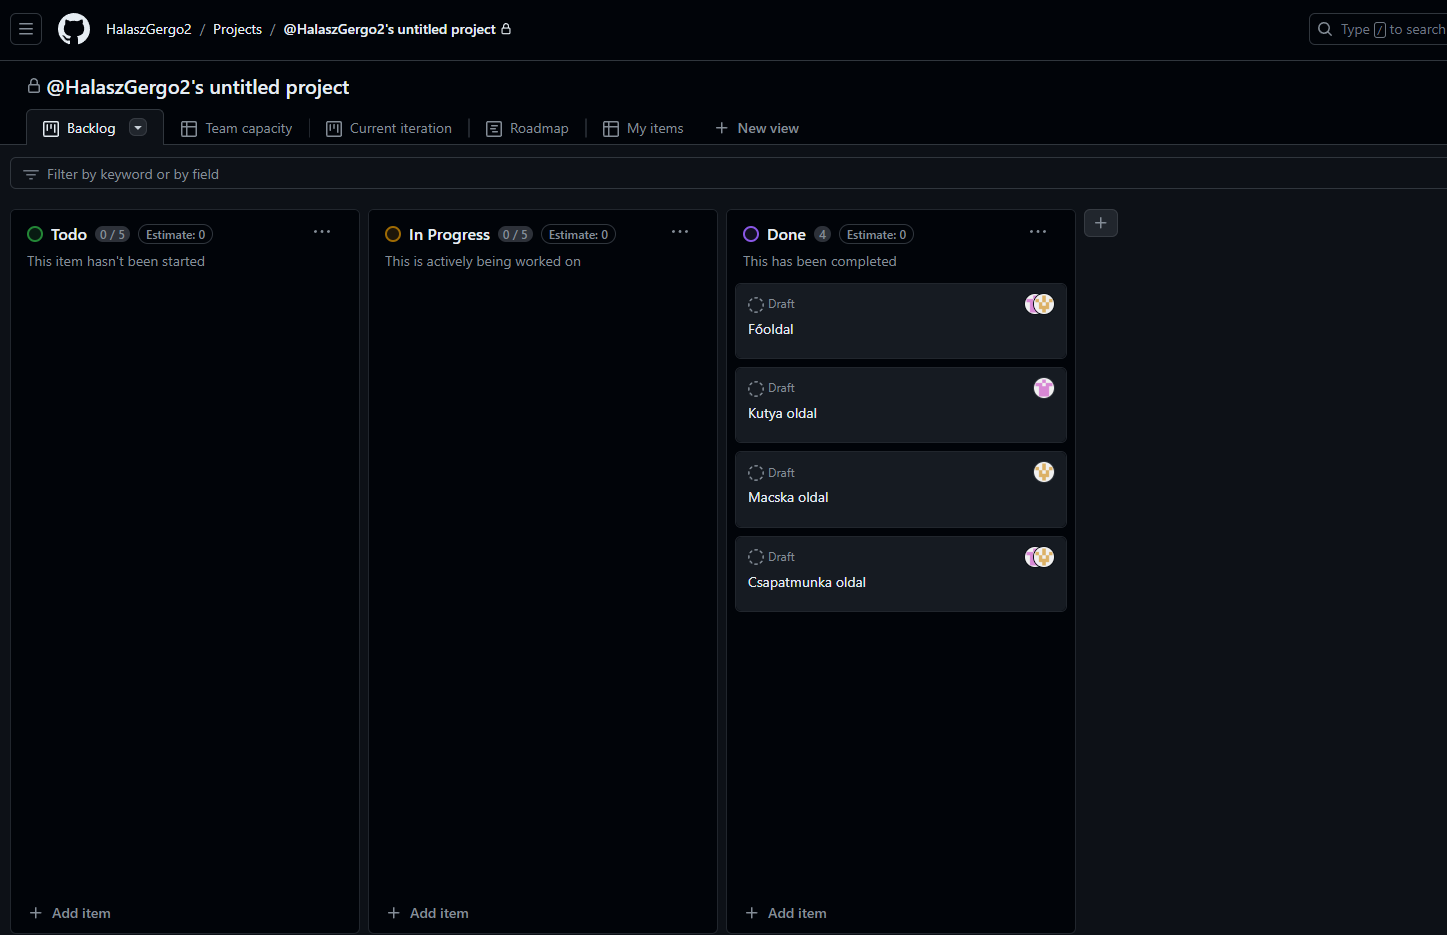 HalaszGergo2 / Projects / @HalaszGergo2's untitled project
Type / to search
@HalaszGergo2's untitled project
Backlog
Team capacity
Current iteration
Roadmap
My items
New view
Filter by keyword or by field
Todo 0 / 5 Estimate: 0
This item hasn't been started
Add item
In Progress 0 / 5 Estimate: 0
This is actively being worked on
Add item
Done 4 Estimate: 0
This has been completed
Draft
Főoldal
Draft
Kutya oldal
Draft
Macska oldal
Draft
Csapatmunka oldal
Add item